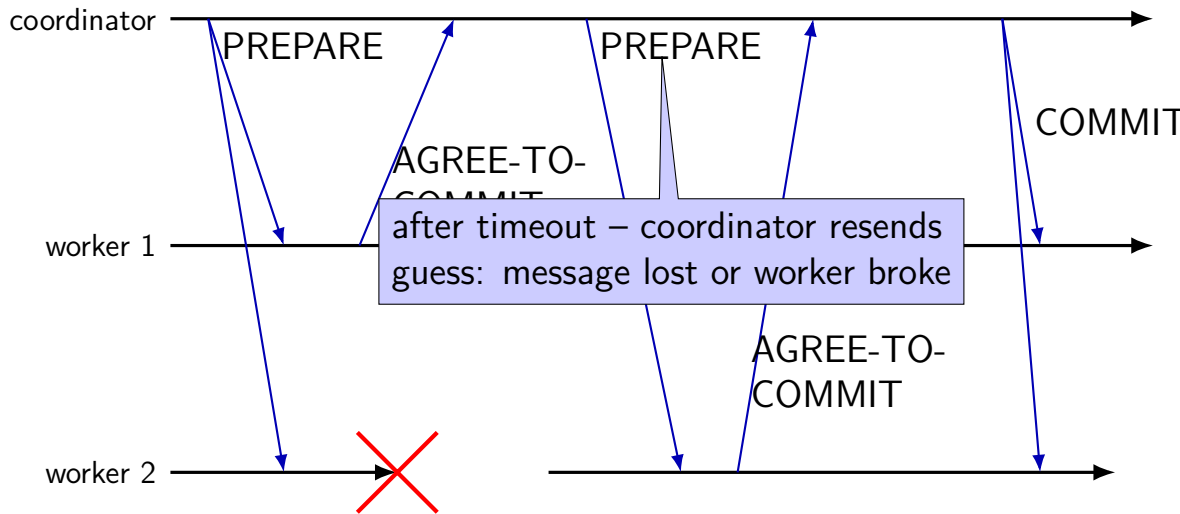 coordinator
PREPARE
PREPARE
COMMIT
AGREE-TO-
COMMIT
after timeout – coordinator resends
guess: message lost or worker broke
worker 1
AGREE-TO-
COMMIT
worker 2